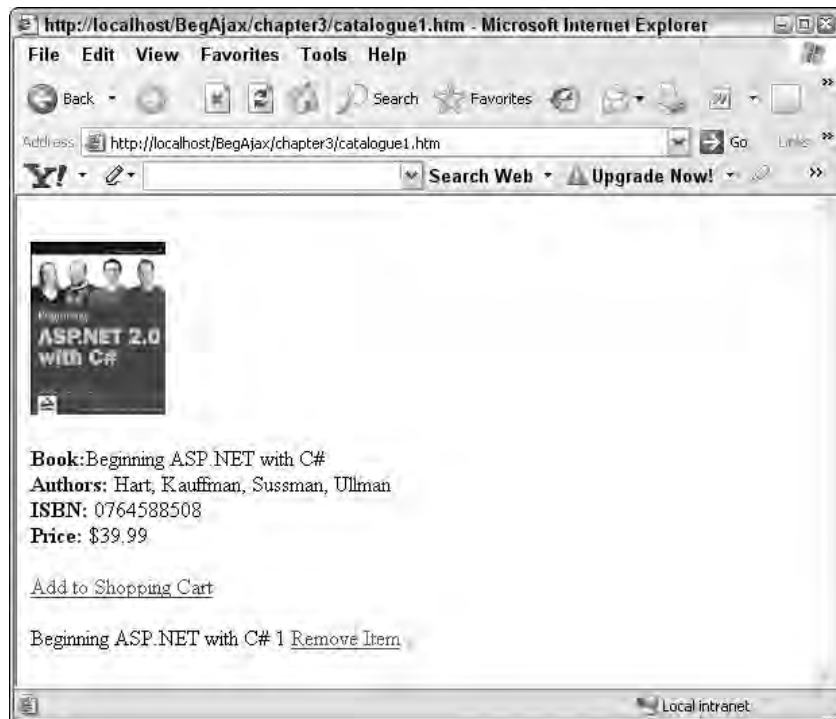 http://localhost/BegAjax/chapter3/catalogue1.htm - Microsoft Internet Explorer
File Edit View Favorites Tools Help
Back Search Favorites »
Address http://localhost/BegAjax/chapter3/catalogue1.htm Go Links »
Y! Search Web Upgrade Now! »
Beginning
ASP.NET 2.0
with C#
Book:Beginning ASP.NET with C#
Authors: Hart, Kauffman, Sussman, Ullman
ISBN: 0764588508
Price: $39.99
Add to Shopping Cart
Beginning ASP.NET with C# 1 Remove Item
Local intranet